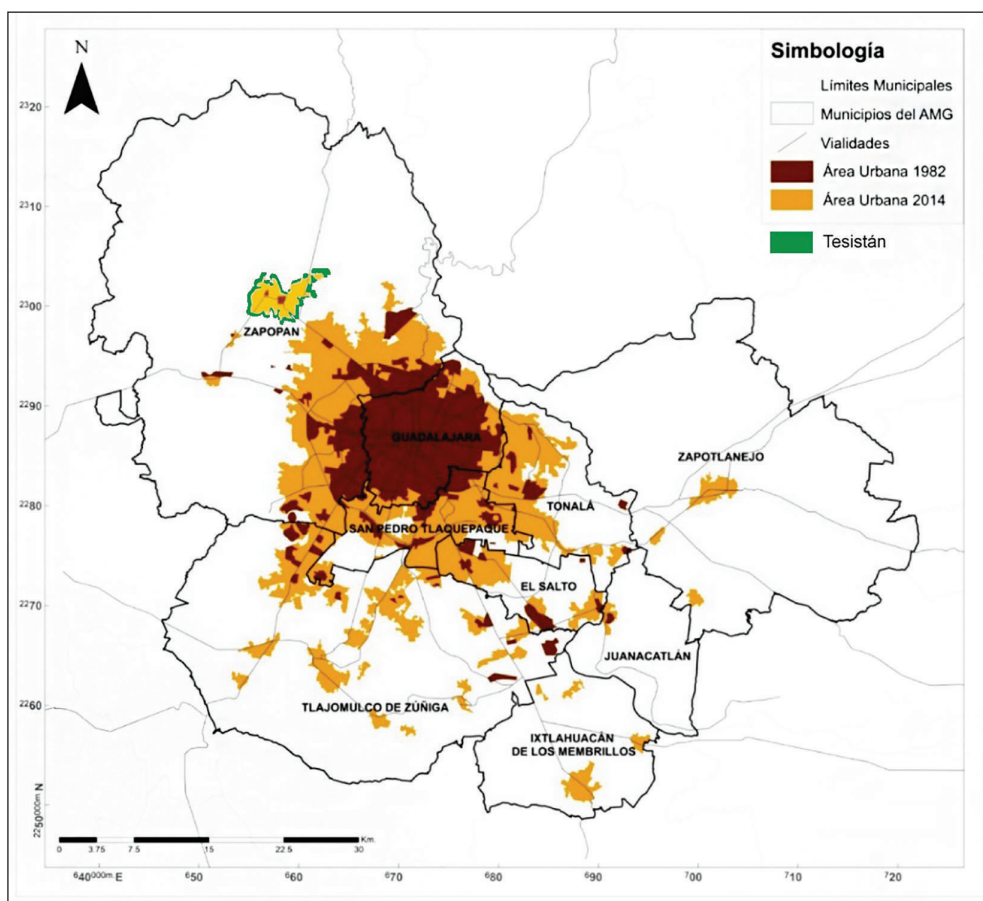 N
Simbología
Límites Municipales
Municipios del AMG
Vialidades
Área Urbana 1982
Área Urbana 2014
Tesistán
2320
2310
2300
2290
2280
2270
2260
2250000m N
ZAPOPAN
GUADALAJARA
ZAPOTLANEJO
TONALÁ
SAN PEDRO TLAQUEPAQUE
EL SALTO
JUANACATLÁN
TLAJOMULCO DE ZÚÑIGA
IXTLAHUACÁN
DE LOS MEMBRILLOS
Km.
0 3.75 7.5 15 22.5 30
640000m E 650 660 670 680 690 700 710 720